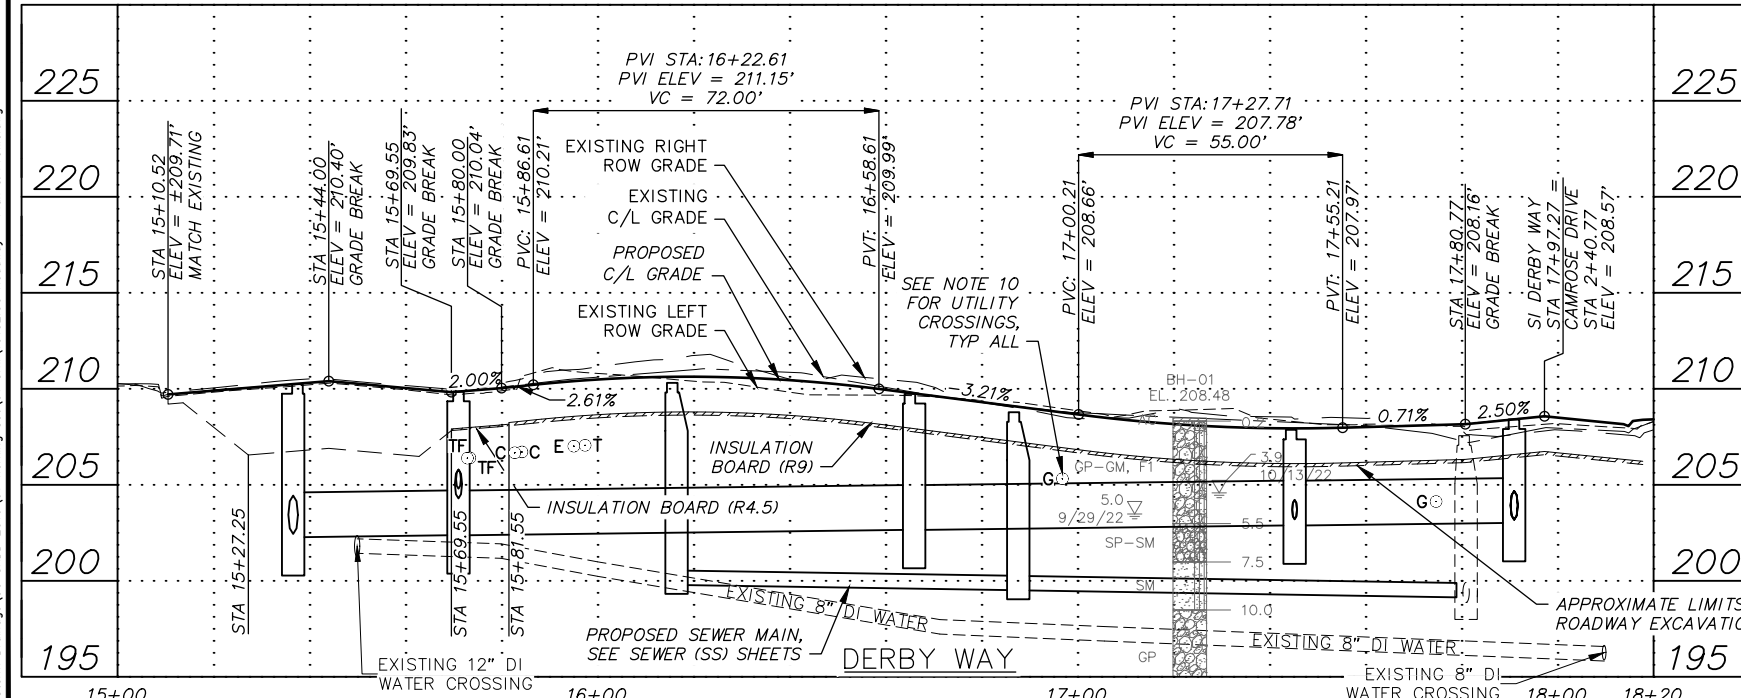 225
220
215
210
205
200
195
225
220
215
210
205
200
195
STA 15+10.52
ELEV = ±209.71'
MATCH EXISTING
STA 15+44.00
ELEV = 210.40'
GRADE BREAK
STA 15+69.55
ELEV = 209.83'
GRADE BREAK
STA 15+80.00
ELEV = 210.04'
GRADE BREAK
PVC: 15+86.61
ELEV = 210.21'
PVI STA: 16+22.61
PVI ELEV = 211.15'
VC = 72.00'
EXISTING RIGHT
ROW GRADE
EXISTING
C/L GRADE
PROPOSED
C/L GRADE
EXISTING LEFT
ROW GRADE
PVT: 16+58.61
ELEV = 209.99'
SEE NOTE 10
FOR UTILITY
CROSSINGS,
TYP ALL
PVI STA: 17+27.71
PVI ELEV = 207.78'
VC = 55.00'
PVC: 17+00.21
ELEV = 208.66'
PVT: 17+55.21
ELEV = 207.97'
STA 17+80.77
ELEV = 208.16'
GRADE BREAK
SI DERBY WAY
STA 17+97.27 =
CAMROSE DRIVE
STA 2+40.77
ELEV = 208.57'
2.00%
2.61%
3.21%
0.71%
2.50%
BH-01
EL. 208.48
0.7
GP-GM, F1
3.9
10/13/22
5.0
9/29/22
5.5
SP-SM
7.5
SM
10.0
GP
TF
TF
C
C
E
T
G
G
INSULATION
BOARD (R9)
INSULATION BOARD (R4.5)
STA 15+27.25
STA 15+69.55
STA 15+81.55
EXISTING 8" DI WATER
EXISTING 8" DI WATER
PROPOSED SEWER MAIN,
SEE SEWER (SS) SHEETS
DERBY WAY
APPROXIMATE LIMITS
ROADWAY EXCAVATIO
EXISTING 12" DI
WATER CROSSING
EXISTING 8" DI
WATER CROSSING
15+00
16+00
17+00
18+00
18+20